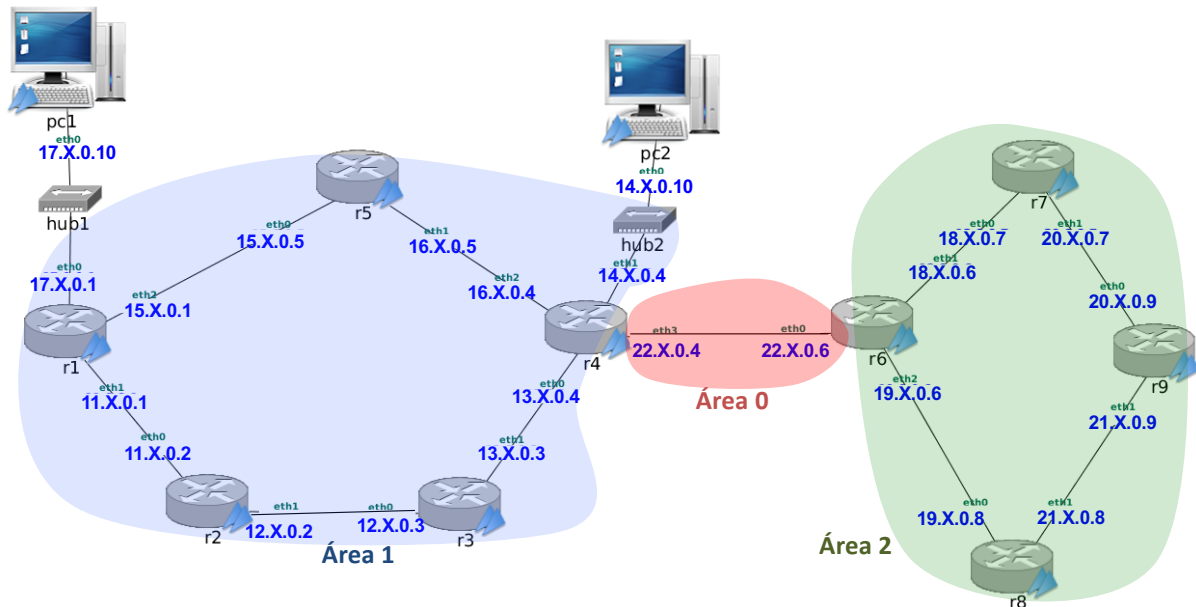 pc1
eth0
17.X.0.10
hub1
eth0
17.X.0.1
eth2
15.X.0.1
r1
eth1
11.X.0.1
eth0
11.X.0.2
r2
eth1
12.X.0.2
eth0
12.X.0.3
r3
eth1
13.X.0.3
eth0
13.X.0.4
r5
eth0
15.X.0.5
eth1
16.X.0.5
eth2
16.X.0.4
r4
pc2
eth0
14.X.0.10
hub2
eth1
14.X.0.4
eth3
22.X.0.4
eth0
22.X.0.6
Área 0
Área 1
r6
eth1
18.X.0.6
eth0
18.X.0.7
r7
eth1
20.X.0.7
eth0
20.X.0.9
r9
eth1
21.X.0.9
eth2
19.X.0.6
eth0
19.X.0.8
eth1
21.X.0.8
r8
Área 2